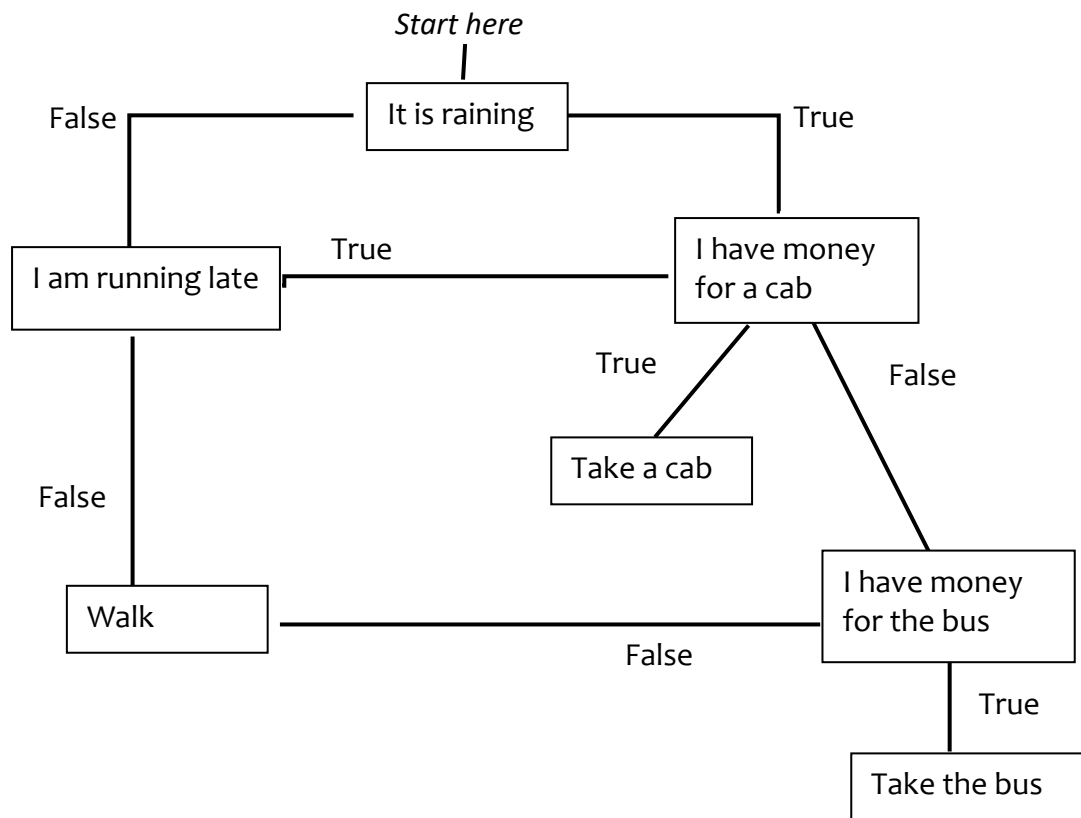 Start here
It is raining
False
True
True
I am running late
I have money
for a cab
True
False
Take a cab
False
I have money
for the bus
Walk
False
True
Take the bus